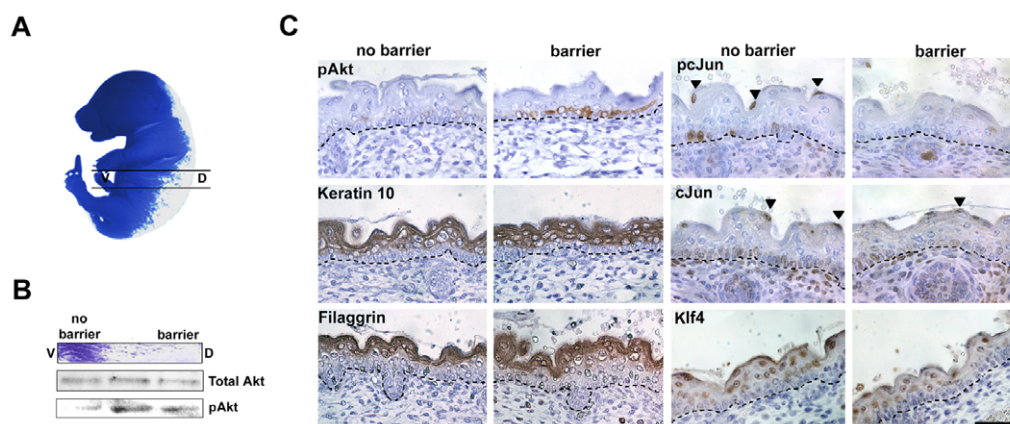 A
V D
B
no barrier
barrier
V D
Total Akt
pAkt
C
no barrier barrier no barrier barrier
pAkt pcJun
Keratin 10 cJun
Filaggrin Klf4